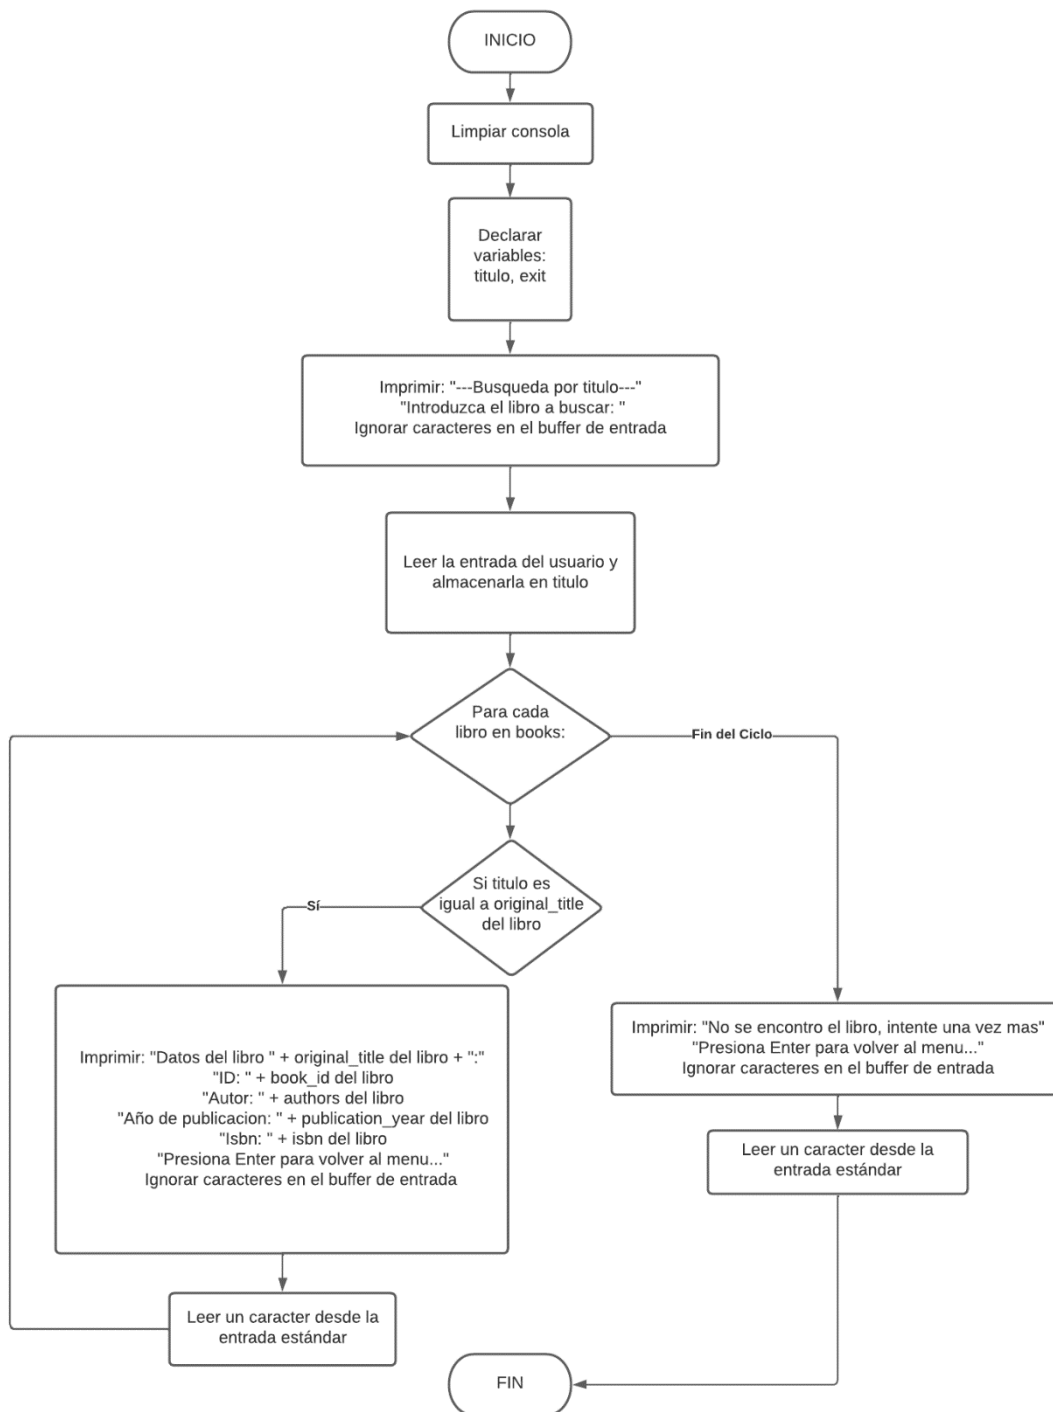 INICIO
Limpiar consola
Declarar
variables:
titulo, exit
Imprimir: "---Busqueda por titulo---"
"Introduzca el libro a buscar: "
Ignorar caracteres en el buffer de entrada
Leer la entrada del usuario y
almacenarla en titulo
Para cada
libro en books:
Fin del Ciclo
Si titulo es
igual a original_title
del libro
Sí
Imprimir: "Datos del libro " + original_title del libro + ":"
"ID: " + book_id del libro
"Autor: " + authors del libro
"Año de publicacion: " + publication_year del libro
"Isbn: " + isbn del libro
"Presiona Enter para volver al menu..."
Ignorar caracteres en el buffer de entrada
Leer un caracter desde la
entrada estándar
Imprimir: "No se encontro el libro, intente una vez mas"
"Presiona Enter para volver al menu..."
Ignorar caracteres en el buffer de entrada
Leer un caracter desde la
entrada estándar
FIN